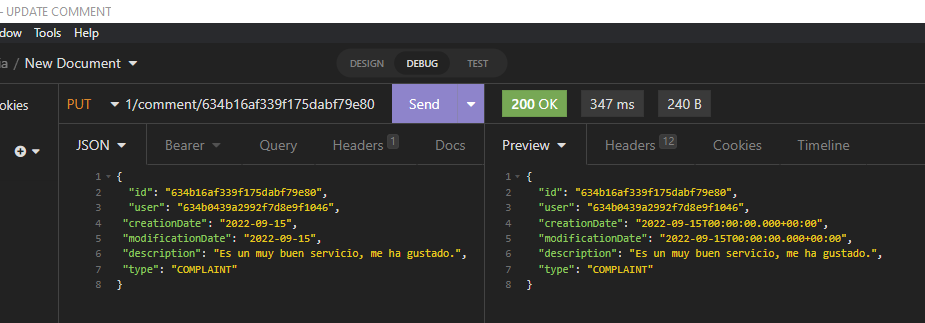 - UPDATE COMMENT
dow Tools Help
ia / New Document DESIGN DEBUG TEST
okies PUT 1/comment/634b16af339f175dabf79e80 Send 200 OK 347 ms 240 B
JSON Bearer Query Headers 1 Docs Preview Headers 12 Cookies Timeline
1 {
2 "id": "634b16af339f175dabf79e80",
3 "user": "634b0439a2992f7d8e9f1046",
4 "creationDate": "2022-09-15",
5 "modificationDate": "2022-09-15",
6 "description": "Es un muy buen servicio, me ha gustado.",
7 "type": "COMPLAINT"
8 }
1 {
2 "id": "634b16af339f175dabf79e80",
3 "user": "634b0439a2992f7d8e9f1046",
4 "creationDate": "2022-09-15T00:00:00.000+00:00",
5 "modificationDate": "2022-09-15T00:00:00.000+00:00",
6 "description": "Es un muy buen servicio, me ha gustado.",
7 "type": "COMPLAINT"
8 }